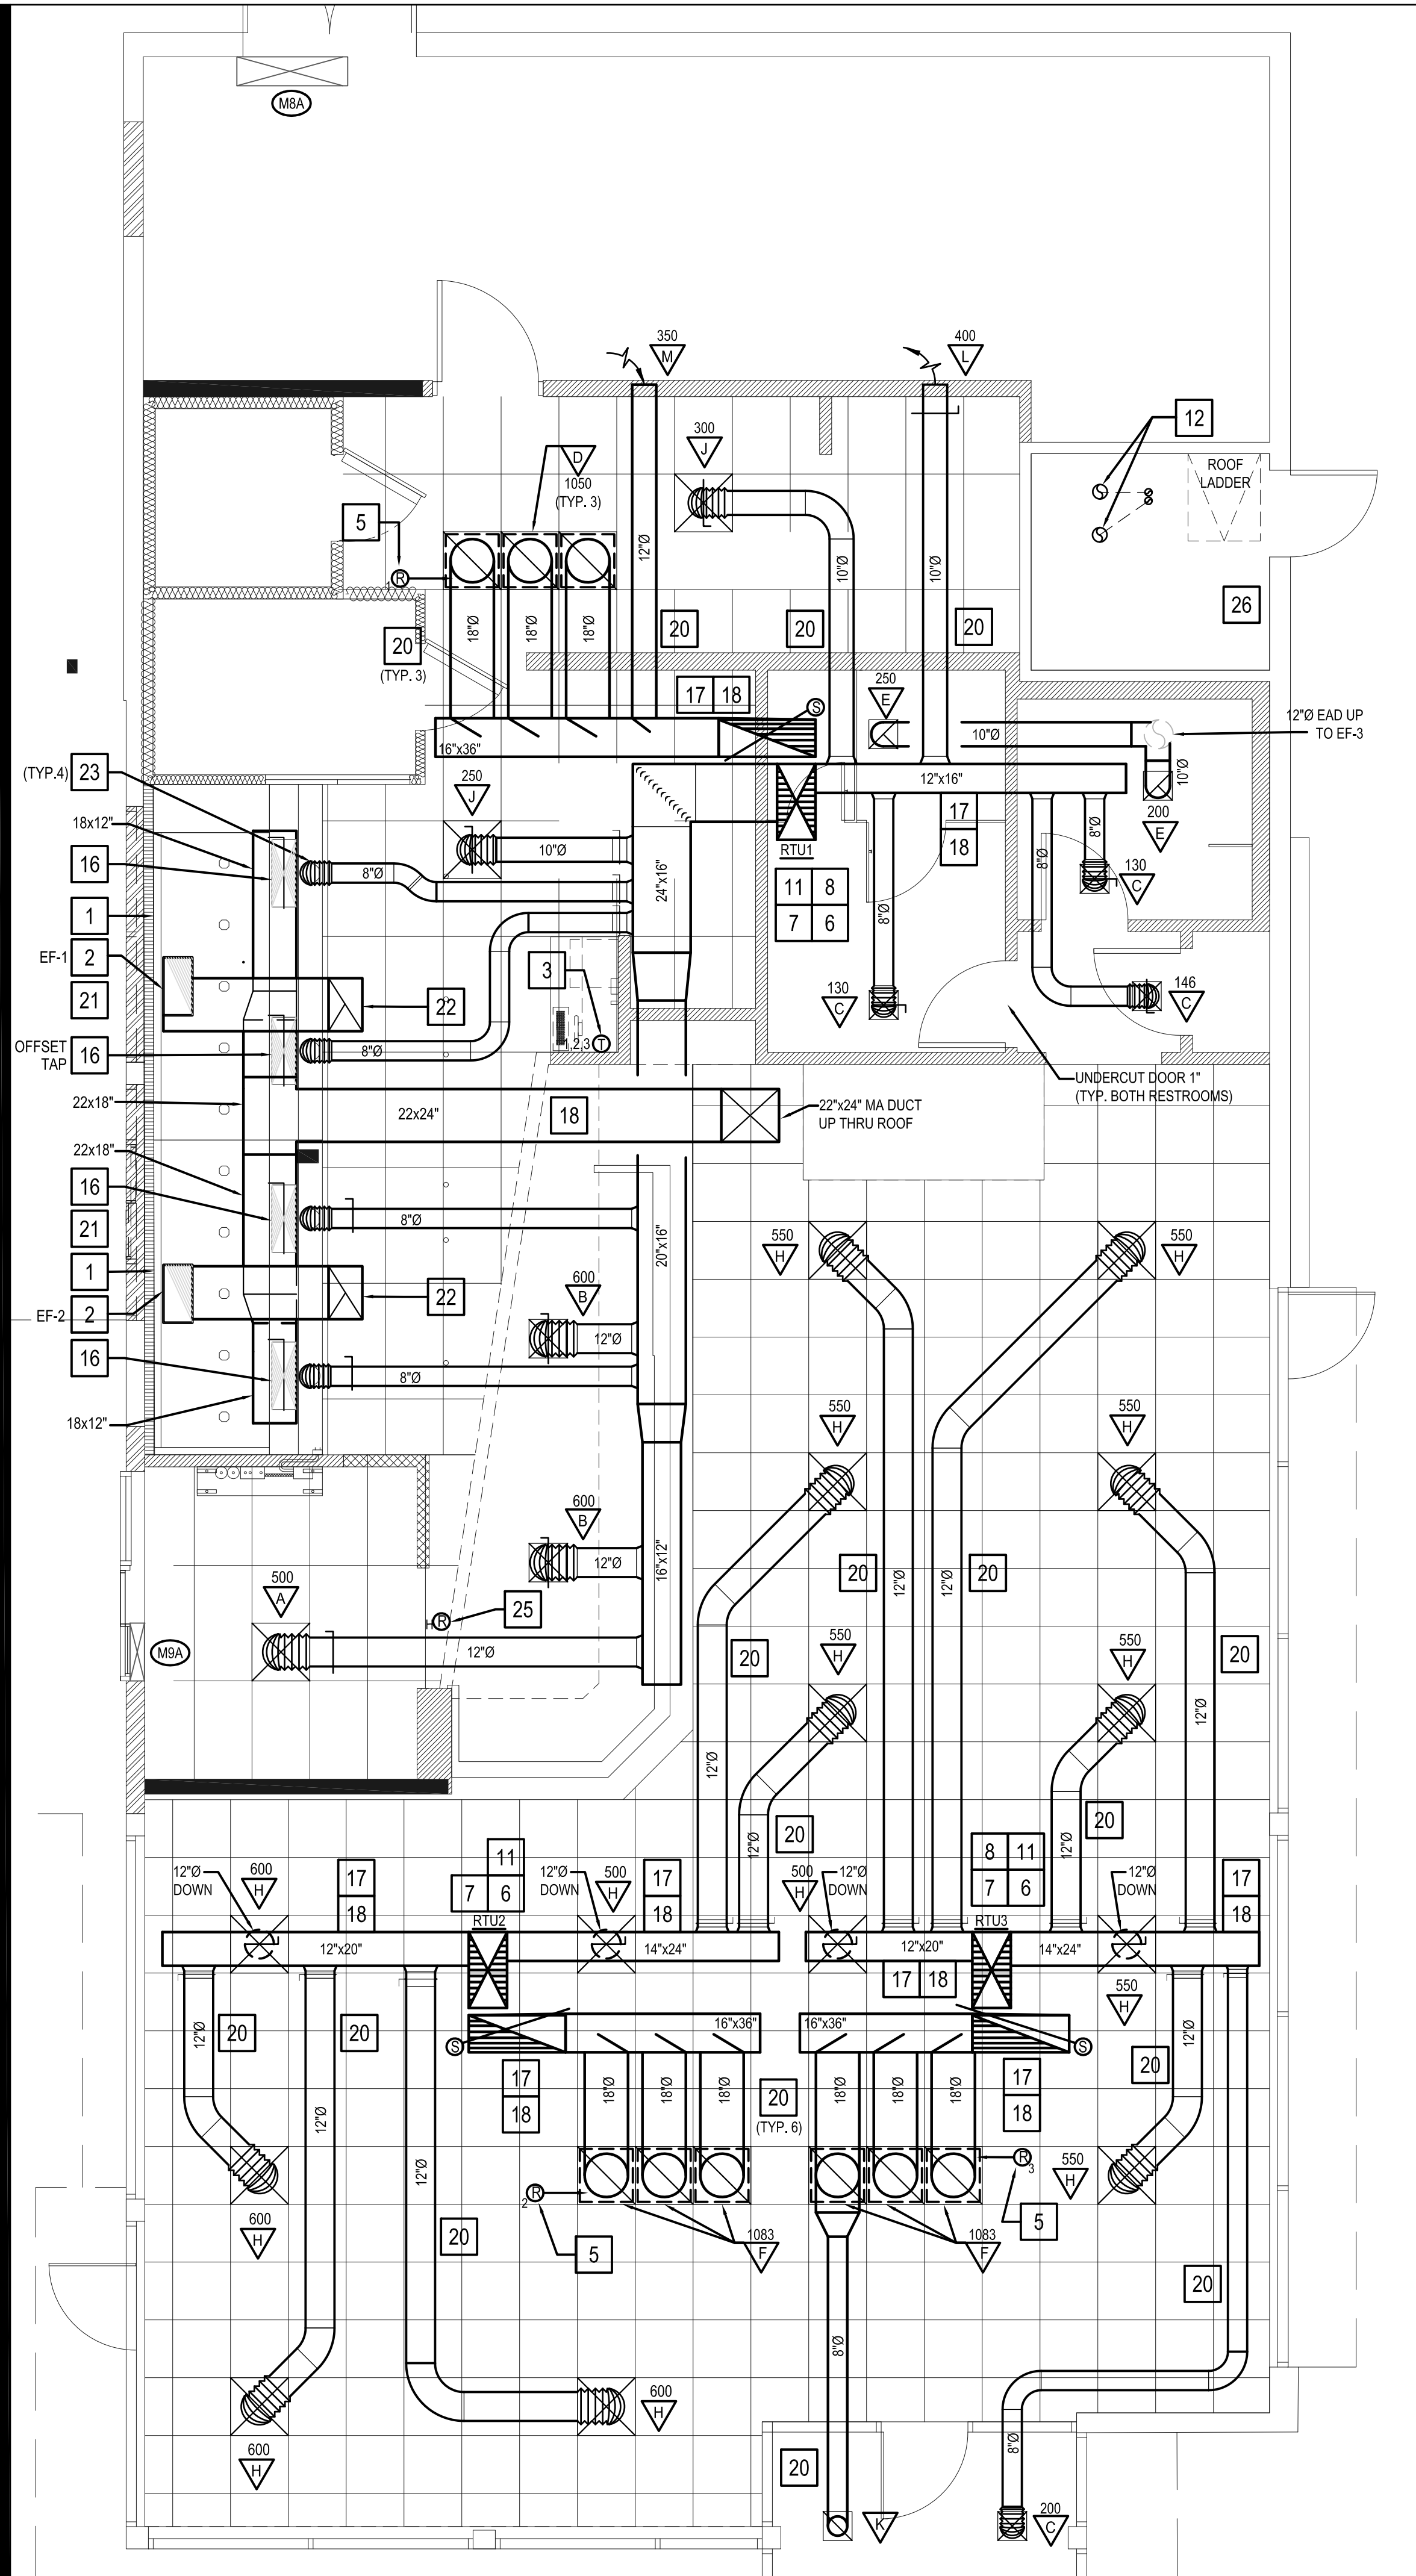 M8A
350
M
400
L
12
ROOF
LADDER
300
J
D
1050
(TYP. 3)
5
R
1
12"Ø
10"Ø
10"Ø
26
18"Ø
18"Ø
18"Ø
20
(TYP. 3)
20
20
20
17
18
S
250
E
12"Ø EAD UP
TO EF-3
10"Ø
10"Ø
16"x36"
(TYP.4)
23
250
J
12"x16"
200
E
18x12"
17
18
8"Ø
8"Ø
RTU1
10"Ø
16
8"Ø
24"x16"
130
C
11
8
7
6
1
8"Ø
EF-1
2
3
22
21
130
C
146
C
OFFSET
TAP
16
8"Ø
1,2,3
T
UNDERCUT DOOR 1"
(TYP. BOTH RESTROOMS)
22x18"
22x24"
18
22"x24" MA DUCT
UP THRU ROOF
22x18"
16
8"Ø
21
20"x16"
550
H
550
H
1
600
B
EF-2
2
22
12"Ø
16
8"Ø
18x12"
550
H
550
H
600
B
12"Ø
16"x12"
20
12"Ø
12"Ø
20
500
A
25
R
H
M9A
12"Ø
550
H
550
H
20
20
12"Ø
12"Ø
20
20
12"Ø
12"Ø
12"Ø
DOWN
600
H
17
18
11
7
6
12"Ø
DOWN
500
H
17
18
500
H
12"Ø
DOWN
8
11
7
6
12"Ø
DOWN
17
18
RTU2
RTU3
12"x20"
14"x24"
12"x20"
14"x24"
17
18
550
H
16"x36"
16"x36"
S
S
12"Ø
20
20
12"Ø
20
17
18
17
18
18"Ø
18"Ø
18"Ø
20
(TYP. 6)
18"Ø
18"Ø
18"Ø
12"Ø
12"Ø
R
2
R
3
550
H
600
H
20
5
1083
F
1083
F
5
20
8"Ø
600
H
600
H
8"Ø
20
K
200
C